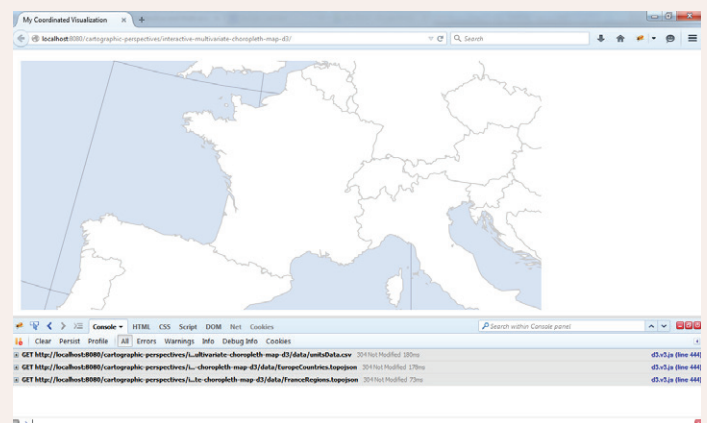 My Coordinated Visualization
localhost:8080/cartographic-perspectives/interactive-multivariate-choropleth-map-d3/
Search
Console HTML CSS Script DOM Net Cookies
Search within Console panel
Clear Persist Profile All Errors Warnings Info Debug Info Cookies
GET http://localhost:8080/cartographic-perspectives/i...ultivariate-choropleth-map-d3/data/unitsData.csv 304 Not Modified 180ms
d3.v3.js (line 444)
GET http://localhost:8080/cartographic-perspectives/i...-choropleth-map-d3/data/EuropeCountries.topojson 304 Not Modified 178ms
d3.v3.js (line 444)
GET http://localhost:8080/cartographic-perspectives/i...te-choropleth-map-d3/data/FranceRegions.topojson 304 Not Modified 73ms
d3.v3.js (line 444)